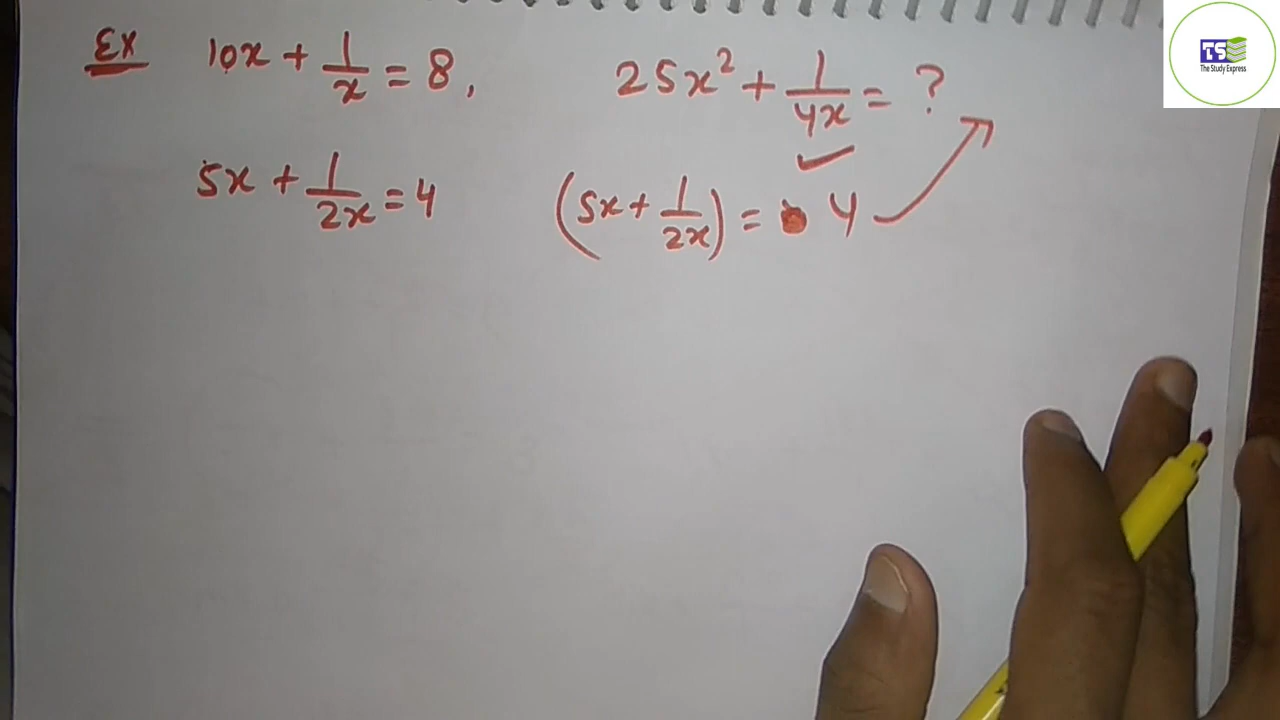 Ex 10x + 1/x = 8, 25x² + 1/4x = ?
5x + 1/2x = 4 (5x + 1/2x) = 4
TS
The Study Express